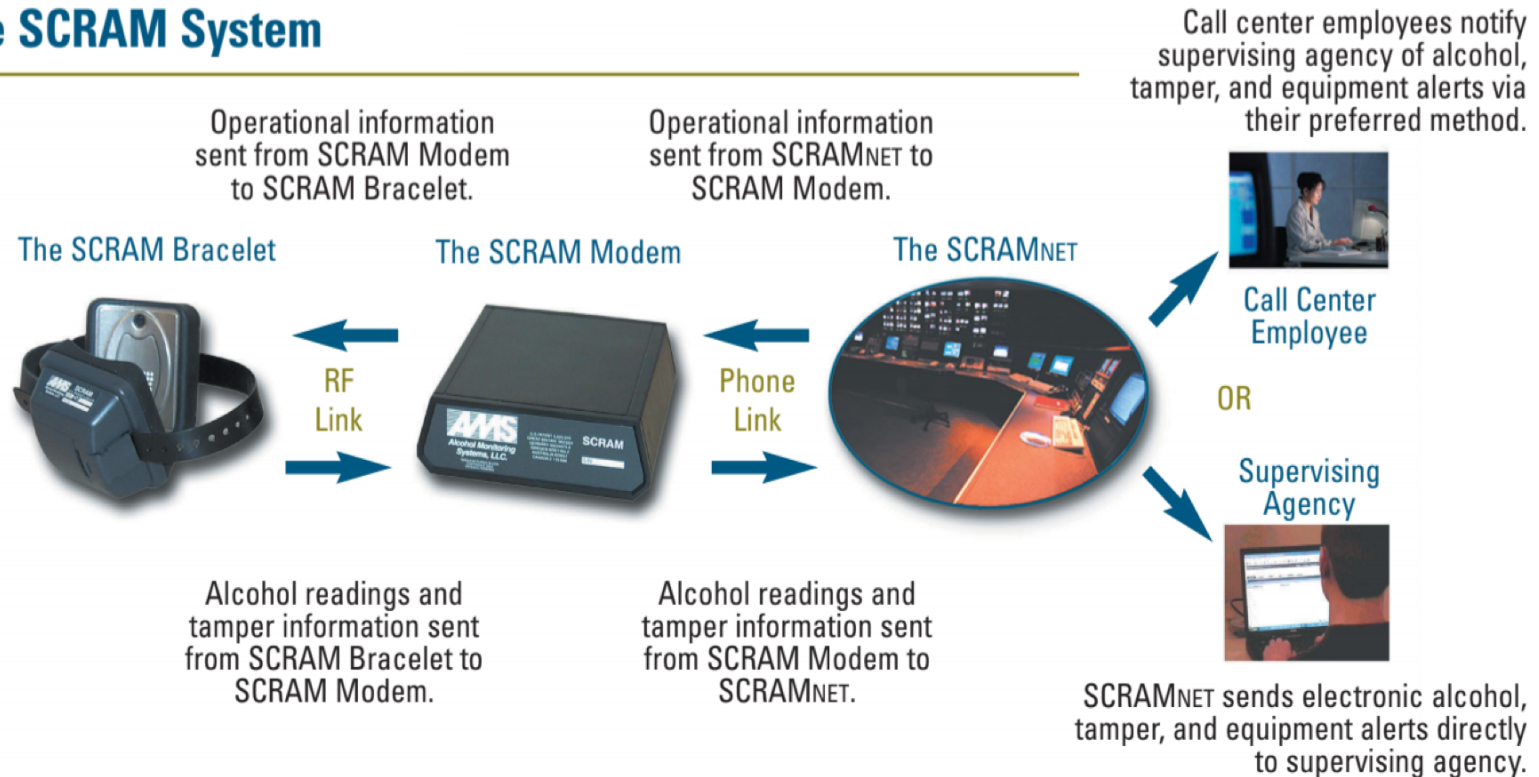 e SCRAM System
Call center employees notify
supervising agency of alcohol,
tamper, and equipment alerts via
their preferred method.
Operational information
sent from SCRAM Modem
to SCRAM Bracelet.
Operational information
sent from SCRAMNET to
SCRAM Modem.
The SCRAM Bracelet
The SCRAM Modem
The SCRAMNET
Call Center
Employee
RF
Link
Phone
Link
OR
AMS
SCRAM
AMS
Alcohol Monitoring
Systems, LLC.
SCRAM
Supervising
Agency
Alcohol readings and
tamper information sent
from SCRAM Bracelet to
SCRAM Modem.
Alcohol readings and
tamper information sent
from SCRAM Modem to
SCRAMNET.
SCRAMNET sends electronic alcohol,
tamper, and equipment alerts directly
to supervising agency.